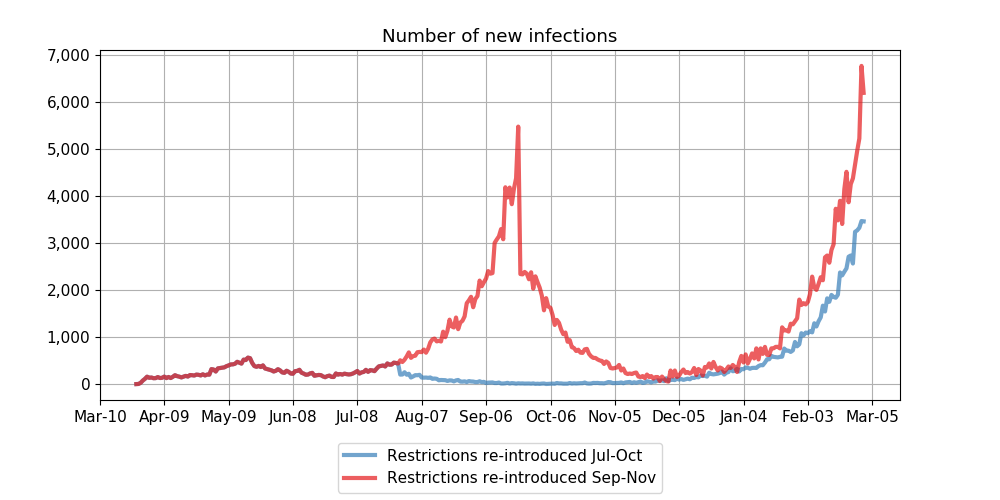 Number of new infections
7,000
6,000
5,000
4,000
3,000
2,000
1,000
0
Mar-10 Apr-09 May-09 Jun-08 Jul-08 Aug-07 Sep-06 Oct-06 Nov-05 Dec-05 Jan-04 Feb-03 Mar-05
Restrictions re-introduced Jul-Oct
Restrictions re-introduced Sep-Nov